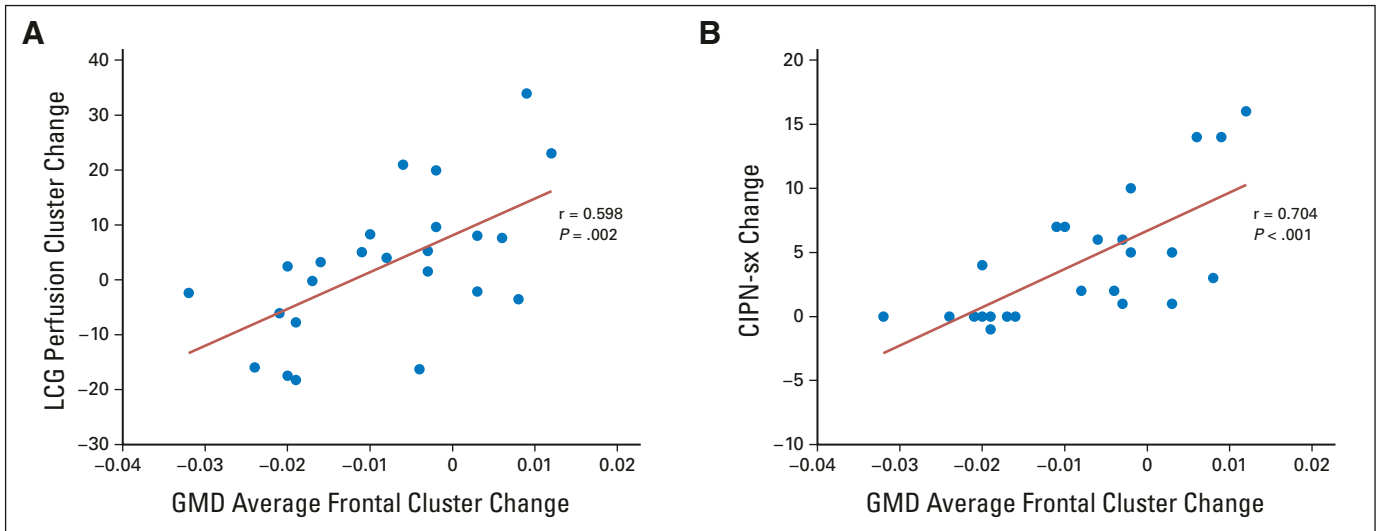 A
LCG Perfusion Cluster Change
40
30
20
10
0
−10
−20
−30
r = 0.598
P = .002
−0.04 −0.03 −0.02 −0.01 0 0.01 0.02
GMD Average Frontal Cluster Change
B
CIPN-sx Change
20
15
10
5
0
−5
−10
r = 0.704
P < .001
−0.04 −0.03 −0.02 −0.01 0 0.01 0.02
GMD Average Frontal Cluster Change